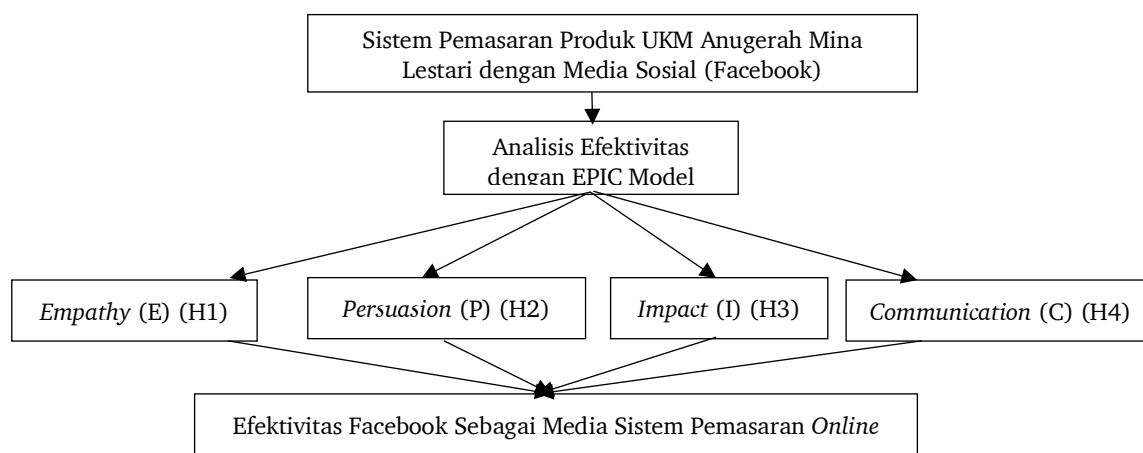 Sistem Pemasaran Produk UKM Anugerah Mina
Lestari dengan Media Sosial (Facebook)
Analisis Efektivitas
dengan EPIC Model
Empathy (E) (H1)
Persuasion (P) (H2)
Impact (I) (H3)
Communication (C) (H4)
Efektivitas Facebook Sebagai Media Sistem Pemasaran Online